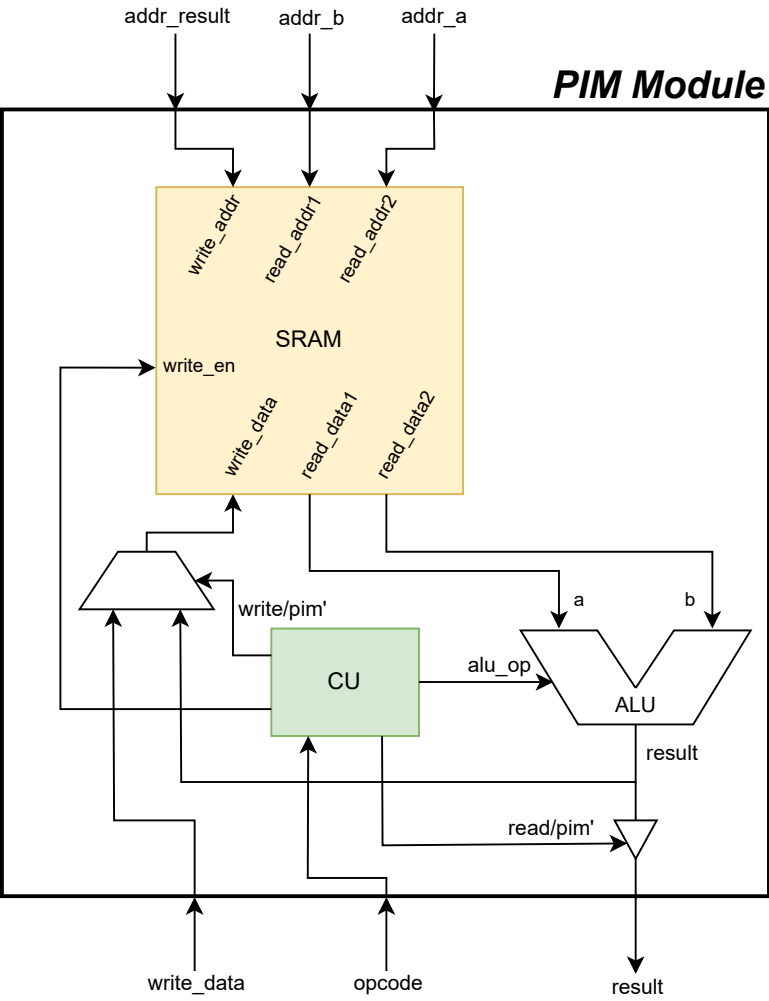 addr_result
addr_b
addr_a
PIM Module
write_addr
read_addr1
read_addr2
SRAM
write_en
write_data
read_data1
read_data2
write/pim'
a
b
CU
alu_op
ALU
result
read/pim'
write_data
opcode
result